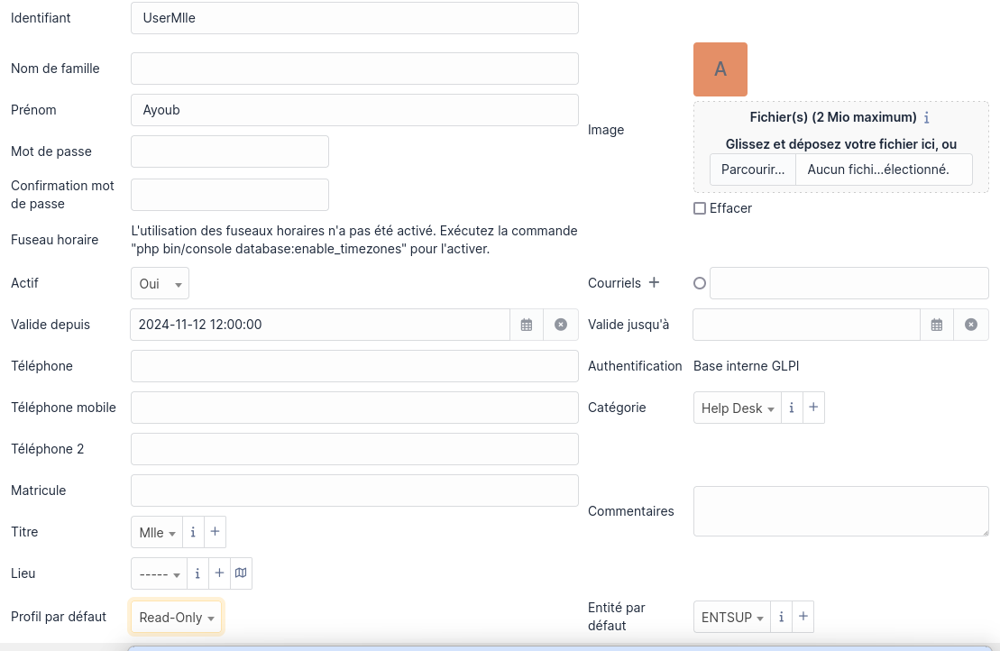 Identifiant UserMlle
Nom de famille
A
Prénom Ayoub
Fichier(s) (2 Mio maximum)
Image
Glissez et déposez votre fichier ici, ou
Mot de passe
Parcourir... Aucun fichi...électionné.
Confirmation mot
de passe
Effacer
Fuseau horaire
L'utilisation des fuseaux horaires n'a pas été activé. Exécutez la commande
"php bin/console database:enable_timezones" pour l'activer.
Actif Oui
Courriels
Valide depuis 2024-11-12 12:00:00
Valide jusqu'à
Téléphone
Authentification Base interne GLPI
Téléphone mobile
Catégorie Help Desk
Téléphone 2
Matricule
Commentaires
Titre Mlle
Lieu -----
Profil par défaut Read-Only
Entité par
défaut
ENTSUP